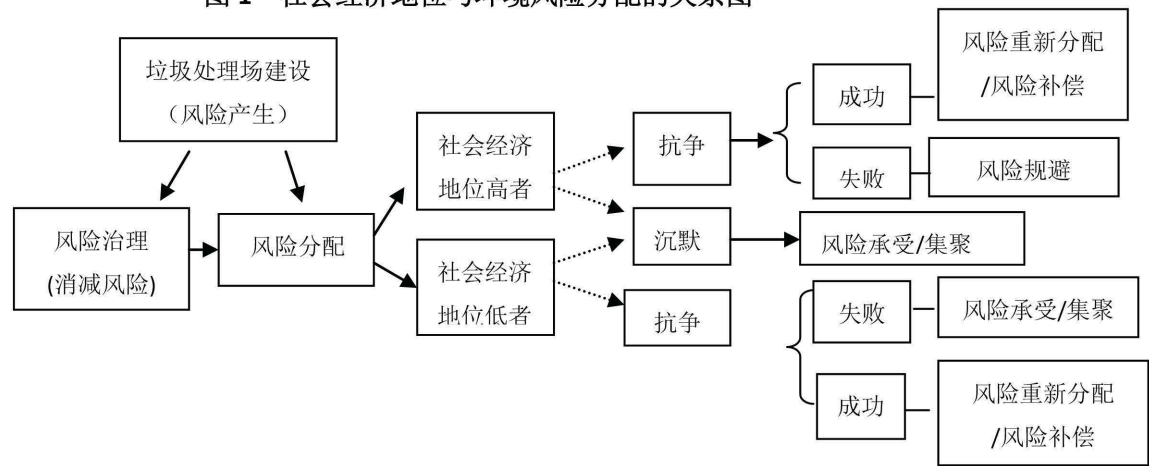 图 1 社会经济地位与环境风险分配的关系图
垃圾处理场建设
（风险产生）
风险治理
(消减风险)
风险分配
社会经济
地位高者
社会经济
地位低者
抗争
沉默
抗争
成功
风险重新分配
/风险补偿
失败
风险规避
风险承受/集聚
失败
风险承受/集聚
成功
风险重新分配
/风险补偿